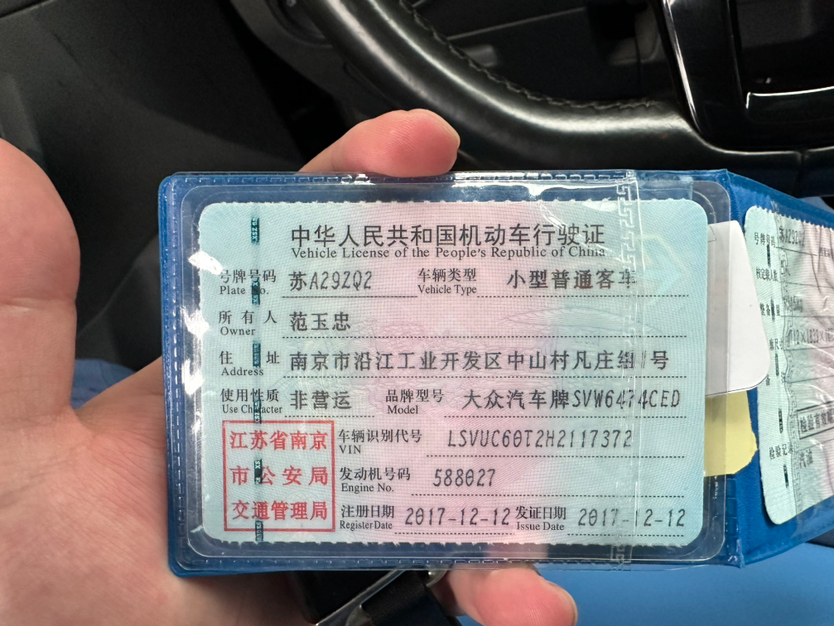 中华人民共和国机动车行驶证
Vehicle License of the People's Republic of China
号牌号码 苏A29ZQ2 车辆类型 小型普通客车
Plate No. Vehicle Type
所有人 范玉忠
Owner
住址 南京市沿江工业开发区中山村凡庄组 号
Address
使用性质 非营运 品牌型号 大众汽车牌SVW6474CED
Use Character Model
江苏省南京
市公安局
交通管理局
车辆识别代号 LSVUC60T2H2117372
VIN
发动机号码 588027
Engine No.
注册日期 2017-12-12 发证日期 2017-12-12
Register Date Issue Date